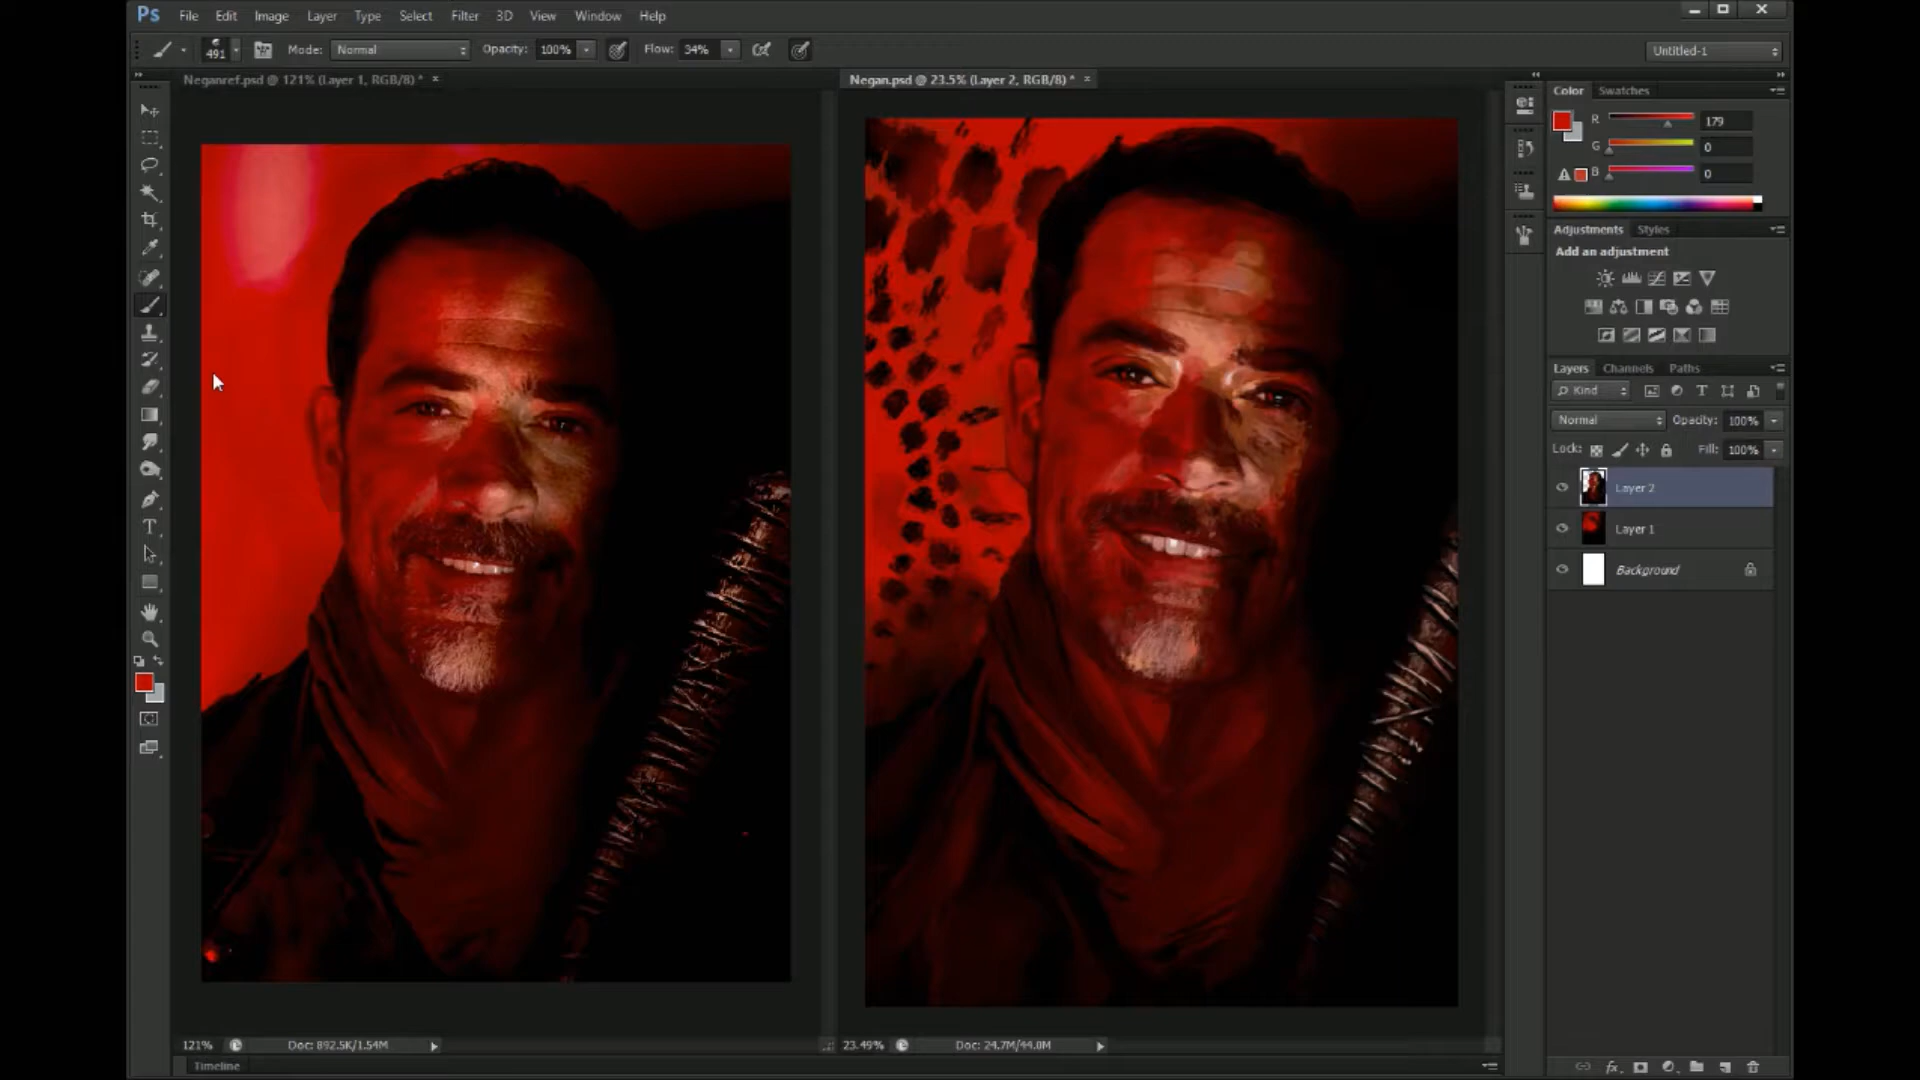 Ps File Edit Image Layer Type Select Filter 3D View Window Help
491 Mode: Normal Opacity: 100% Flow: 34% Untitled-1
Neganref.psd @ 121% (Layer 1, RGB/8) * × Negan.psd @ 23.5% (Layer 2, RGB/8) * ×
Color Swatches
R 179
G 0
B 0
Adjustments Styles
Add an adjustment
Layers Channels Paths
Kind
Normal Opacity: 100%
Lock: Fill: 100%
Layer 2
Layer 1
Background
121% Doc: 892.5K/1.54M 23.49% Doc: 24.7M/44.0M
Timeline